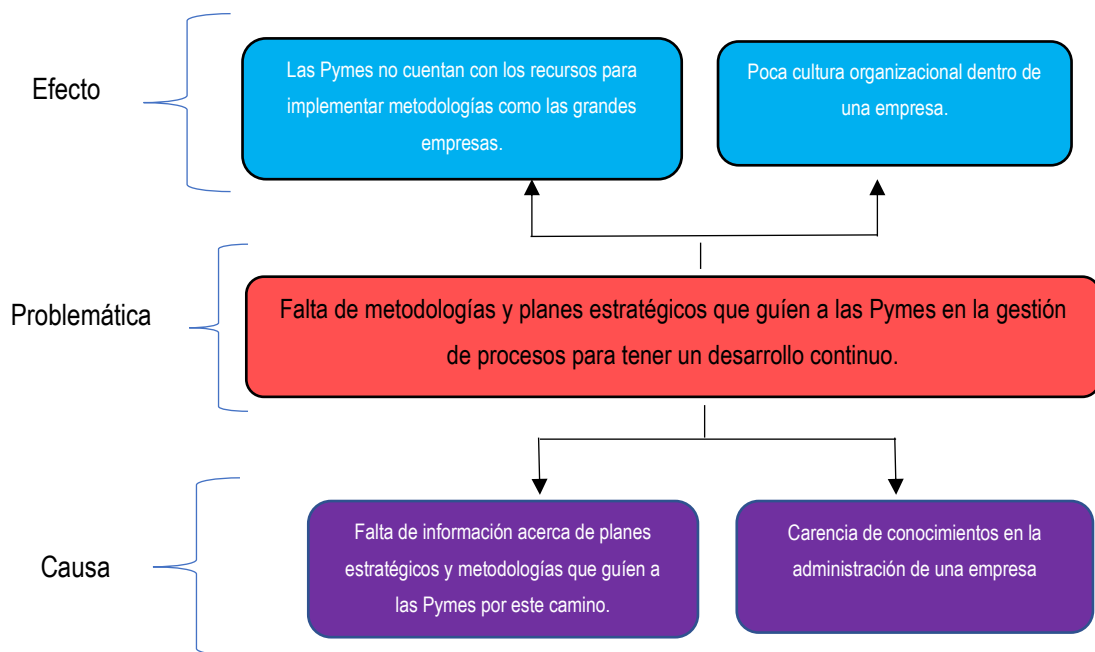 Efecto
Las Pymes no cuentan con los recursos para
implementar metodologías como las grandes
empresas.
Poca cultura organizacional dentro de
una empresa.
Problemática
Falta de metodologías y planes estratégicos que guíen a las Pymes en la gestión
de procesos para tener un desarrollo continuo.
Causa
Falta de información acerca de planes
estratégicos y metodologías que guíen a
las Pymes por este camino.
Carencia de conocimientos en la
administración de una empresa